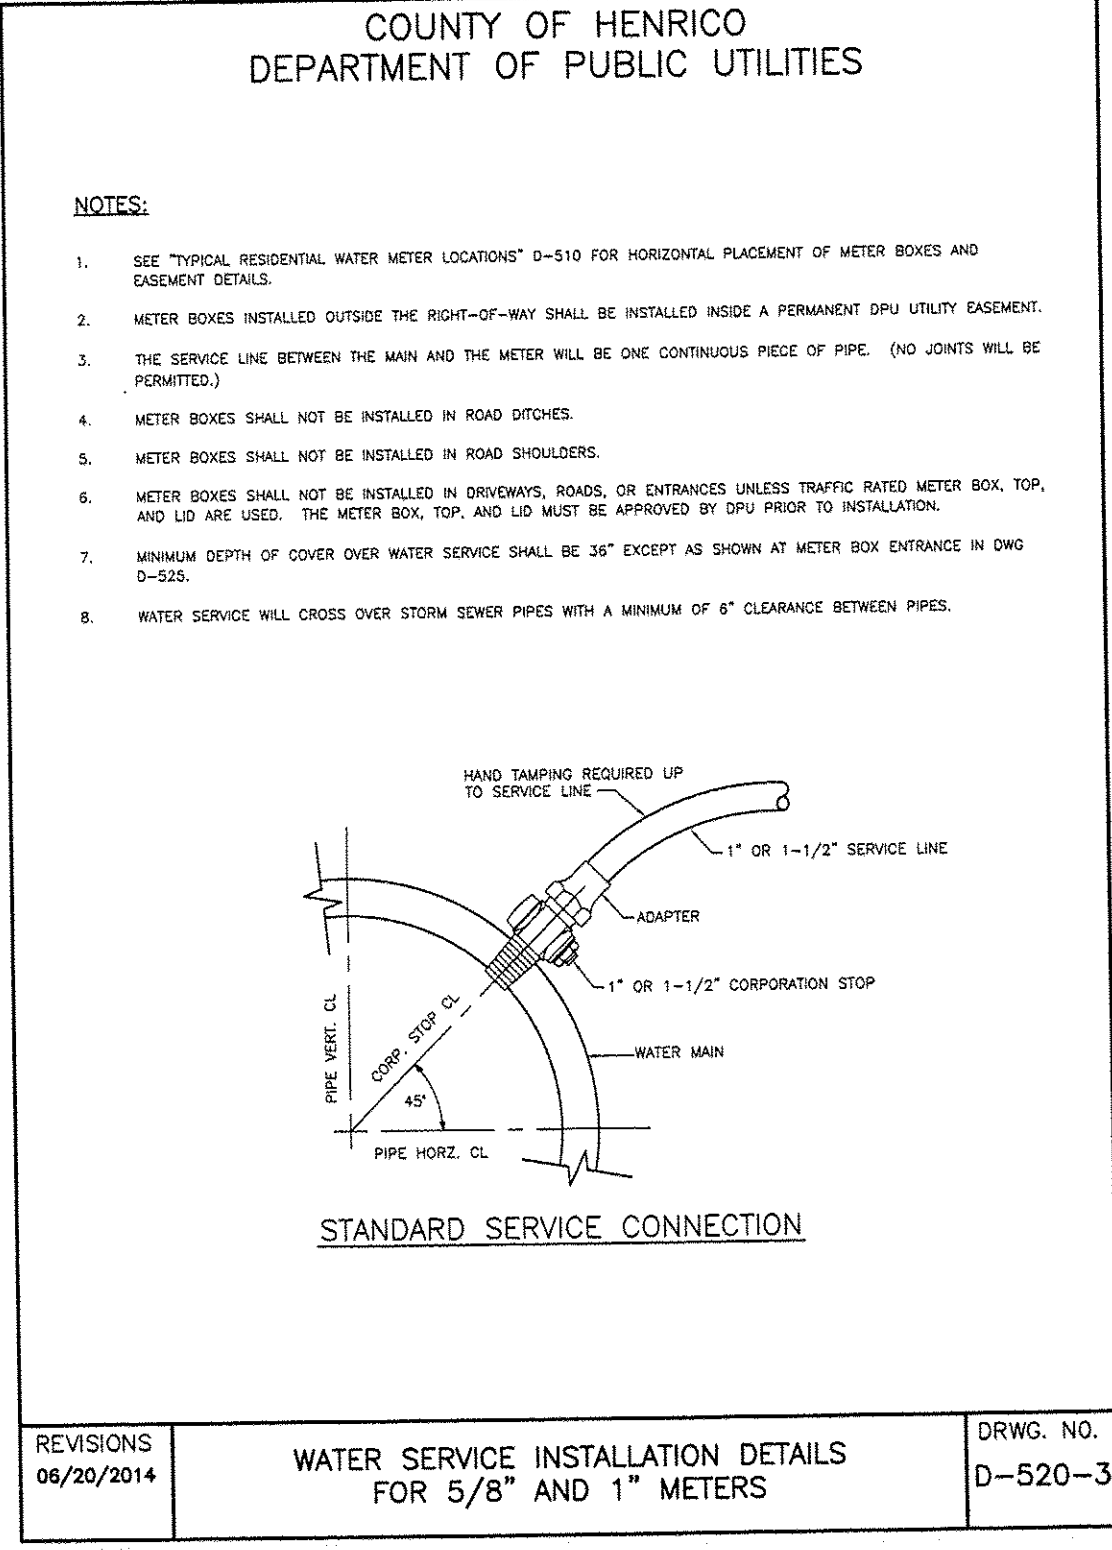 COUNTY OF HENRICO
DEPARTMENT OF PUBLIC UTILITIES
NOTES:
1. SEE "TYPICAL RESIDENTIAL WATER METER LOCATIONS" D-510 FOR HORIZONTAL PLACEMENT OF METER BOXES AND
EASEMENT DETAILS.
2. METER BOXES INSTALLED OUTSIDE THE RIGHT-OF-WAY SHALL BE INSTALLED INSIDE A PERMANENT DPU UTILITY EASEMENT.
3. THE SERVICE LINE BETWEEN THE MAIN AND THE METER WILL BE ONE CONTINUOUS PIECE OF PIPE. (NO JOINTS WILL BE
PERMITTED.)
4. METER BOXES SHALL NOT BE INSTALLED IN ROAD DITCHES.
5. METER BOXES SHALL NOT BE INSTALLED IN ROAD SHOULDERS.
6. METER BOXES SHALL NOT BE INSTALLED IN DRIVEWAYS, ROADS, OR ENTRANCES UNLESS TRAFFIC RATED METER BOX, TOP,
AND LID ARE USED. THE METER BOX, TOP, AND LID MUST BE APPROVED BY DPU PRIOR TO INSTALLATION.
7. MINIMUM DEPTH OF COVER OVER WATER SERVICE SHALL BE 36" EXCEPT AS SHOWN AT METER BOX ENTRANCE IN DWG
D-525.
8. WATER SERVICE WILL CROSS OVER STORM SEWER PIPES WITH A MINIMUM OF 6" CLEARANCE BETWEEN PIPES.
HAND TAMPING REQUIRED UP
TO SERVICE LINE
1" OR 1-1/2" SERVICE LINE
ADAPTER
1" OR 1-1/2" CORPORATION STOP
WATER MAIN
PIPE VERT. CL
CORP. STOP CL
45°
PIPE HORZ. CL
STANDARD SERVICE CONNECTION
REVISIONS
06/20/2014
WATER SERVICE INSTALLATION DETAILS
FOR 5/8" AND 1" METERS
DRWG. NO.
D-520-3